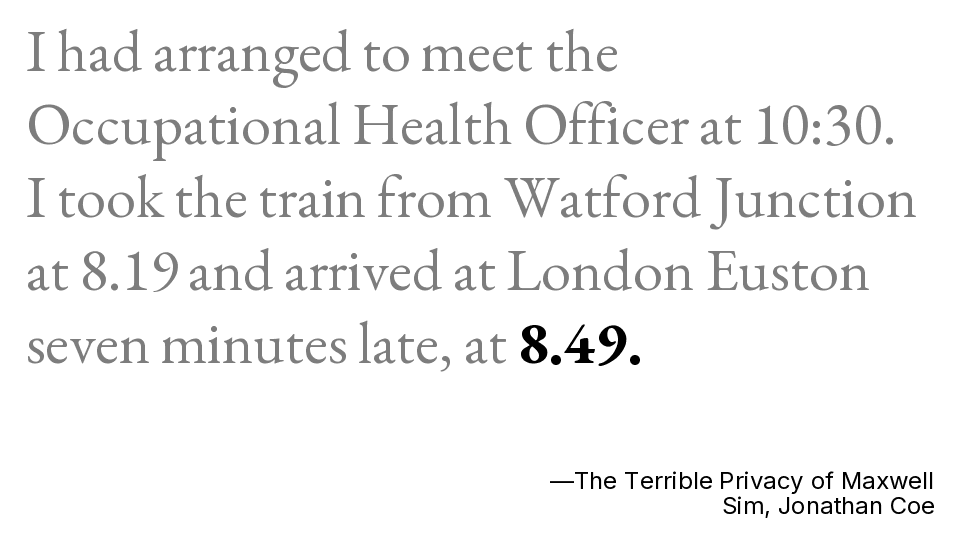 I had arranged to meet the
Occupational Health Officer at 10:30.
I took the train from Watford Junction
at 8.19 and arrived at London Euston
seven minutes late, at 8.49.
—The Terrible Privacy of Maxwell
Sim, Jonathan Coe